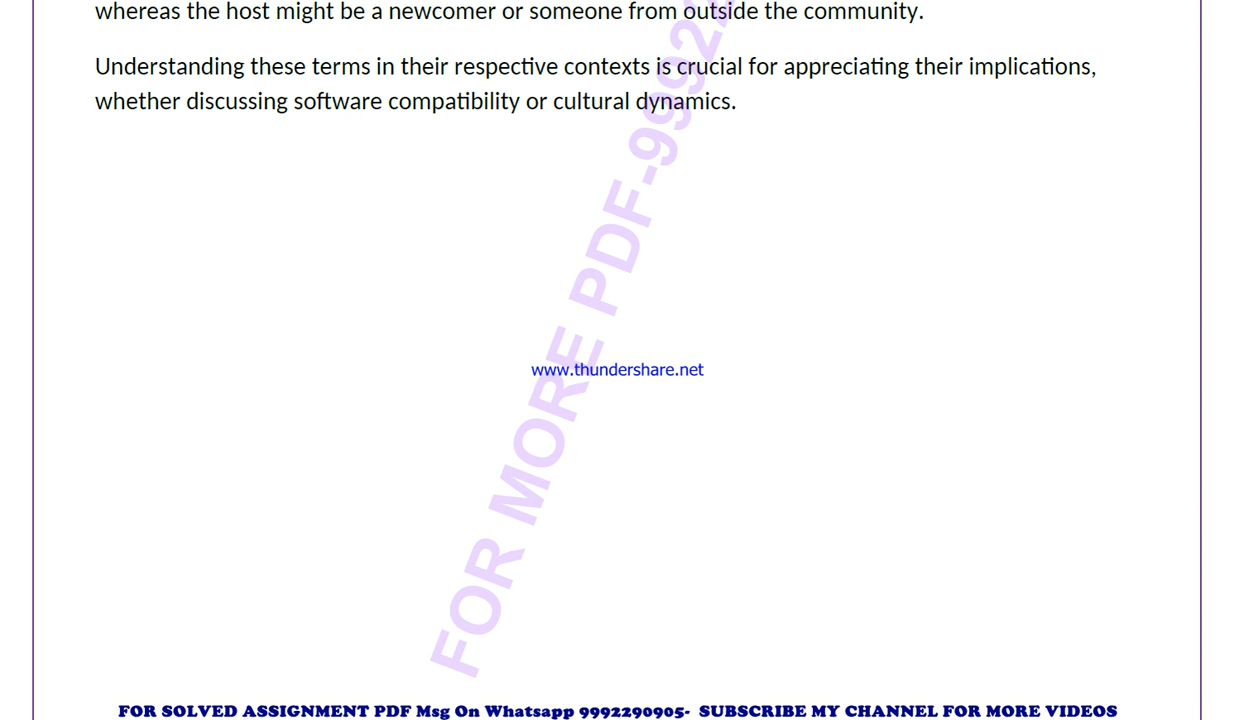 whereas the host might be a newcomer or someone from outside the community.
Understanding these terms in their respective contexts is crucial for appreciating their implications,
whether discussing software compatibility or cultural dynamics.
FOR MORE PDF-9992
www.thundershare.net
FOR SOLVED ASSIGNMENT PDF Msg On Whatsapp 9992290905- SUBSCRIBE MY CHANNEL FOR MORE VIDEOS